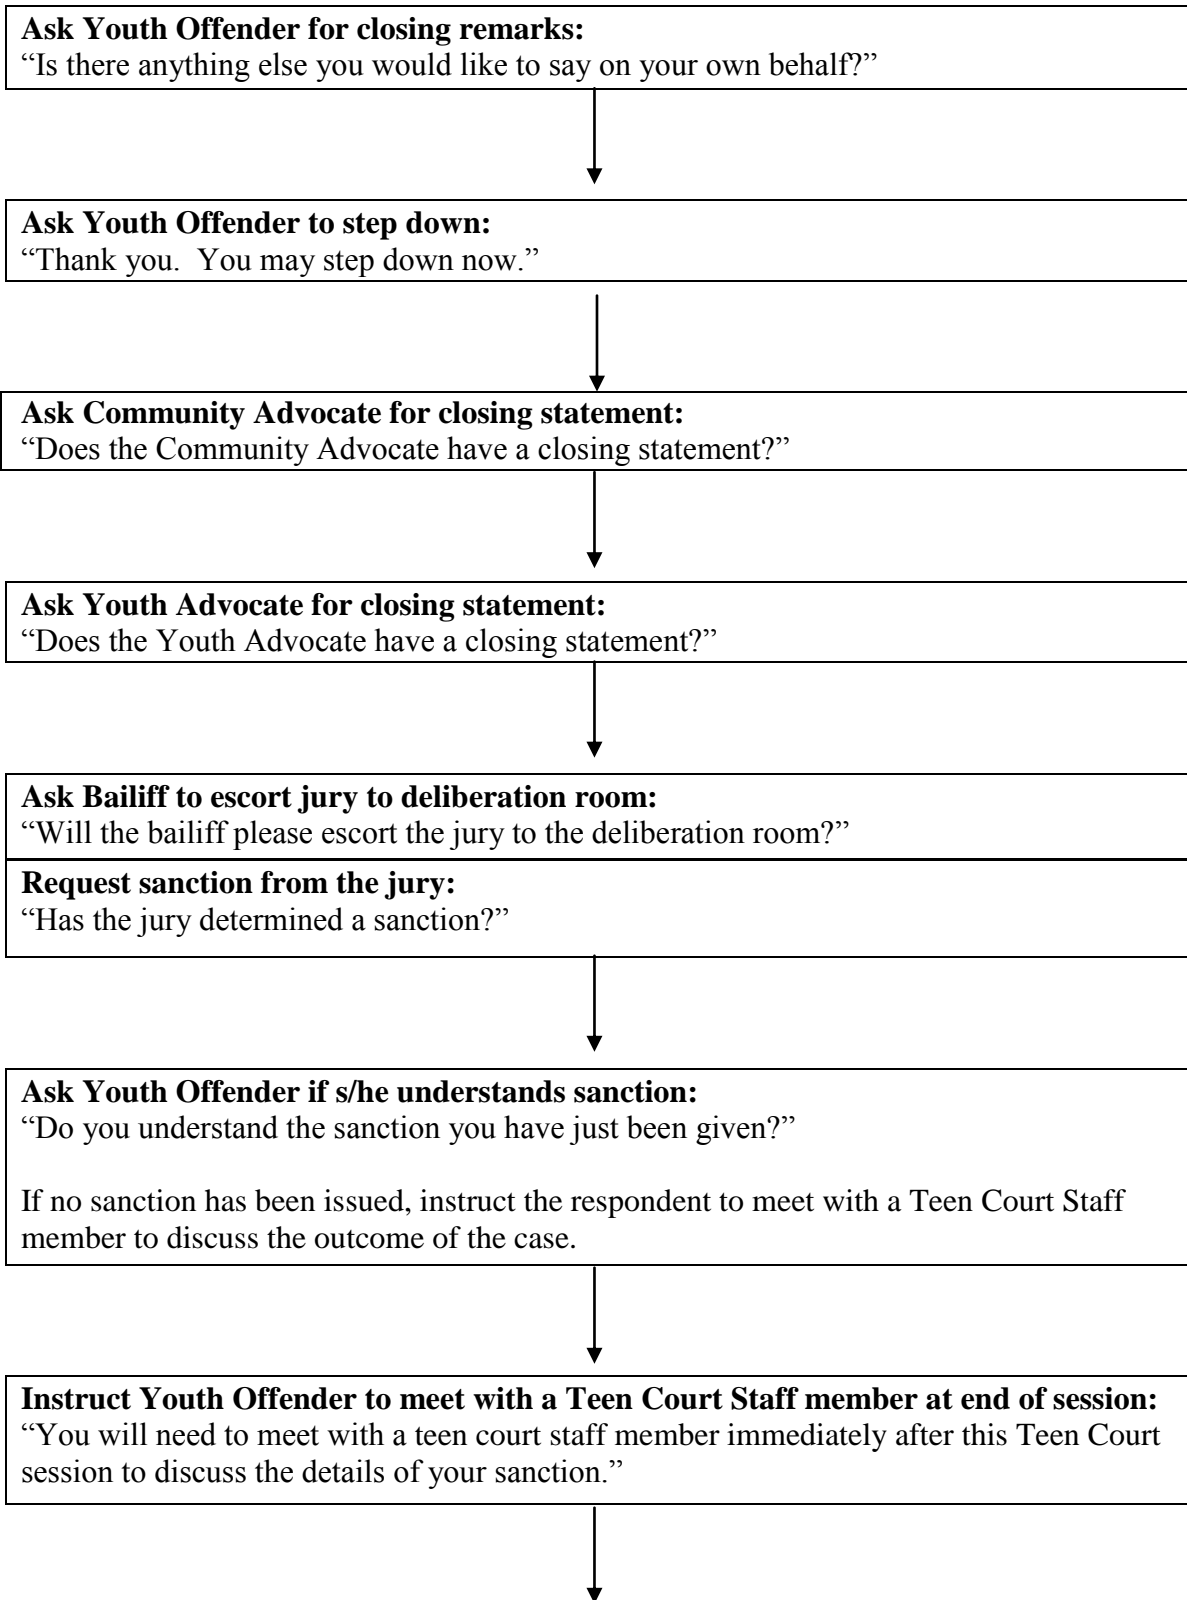 Ask Youth Offender for closing remarks:
“Is there anything else you would like to say on your own behalf?”
Ask Youth Offender to step down:
“Thank you.  You may step down now.”
Ask Community Advocate for closing statement:
“Does the Community Advocate have a closing statement?”
Ask Youth Advocate for closing statement:
“Does the Youth Advocate have a closing statement?”
Ask Bailiff to escort jury to deliberation room:
“Will the bailiff please escort the jury to the deliberation room?”
Request sanction from the jury:
“Has the jury determined a sanction?”
Ask Youth Offender if s/he understands sanction:
“Do you understand the sanction you have just been given?”
If no sanction has been issued, instruct the respondent to meet with a Teen Court Staff
member to discuss the outcome of the case.
Instruct Youth Offender to meet with a Teen Court Staff member at end of session:
“You will need to meet with a teen court staff member immediately after this Teen Court
session to discuss the details of your sanction.”